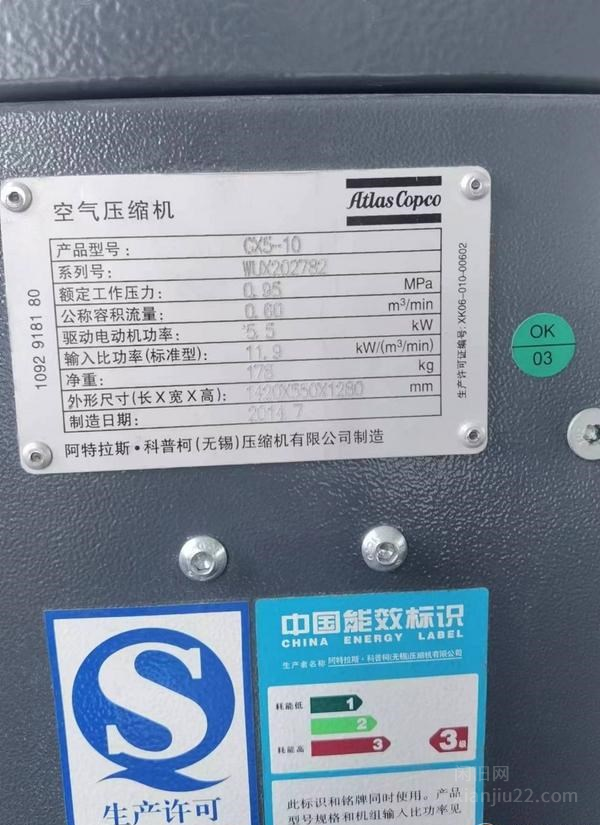 空气压缩机
Atlas Copco
产品型号: CX5-10
系列号: WUX202782
额定工作压力: 0.95 MPa
公称容积流量: 0.60 m³/min
驱动电动机功率: 5.5 kW
输入比功率(标准型): 11.9 kW/(m³/min)
净重: 178 kg
外形尺寸(长X宽X高): 1420X550X1280 mm
制造日期: 2014.7
阿特拉斯·科普柯(无锡)压缩机有限公司制造
1092 9181 80
生产许可证编号: XK06-010-00602
OK
03
S
生产许可
中国能效标识
CHINA ENERGY LABEL
生产者名称 阿特拉斯·科普柯(无锡)压缩机有限公司
耗能低 1
2
耗能高 3
3级
此标识和铭牌同时使用。产品
型号规格和机组输入比功率见
闲旧网
xianjiu22.com